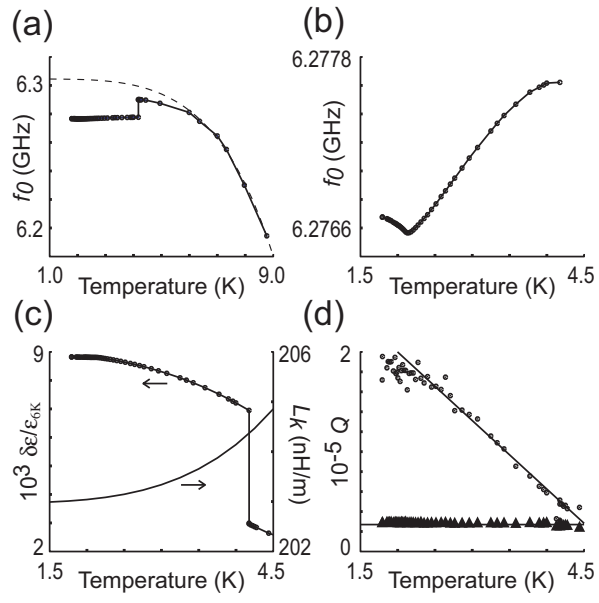 (a)
6.3
f0 (GHz)
6.2
1.0
Temperature (K)
9.0
(b)
6.2778
f0 (GHz)
6.2766
1.5
Temperature (K)
4.5
(c)
9
10³ δε/ε6K
2
206
Lk (nH/m)
202
1.5
Temperature (K)
4.5
(d)
2
10⁻⁵ Q
0
1.5
Temperature (K)
4.5